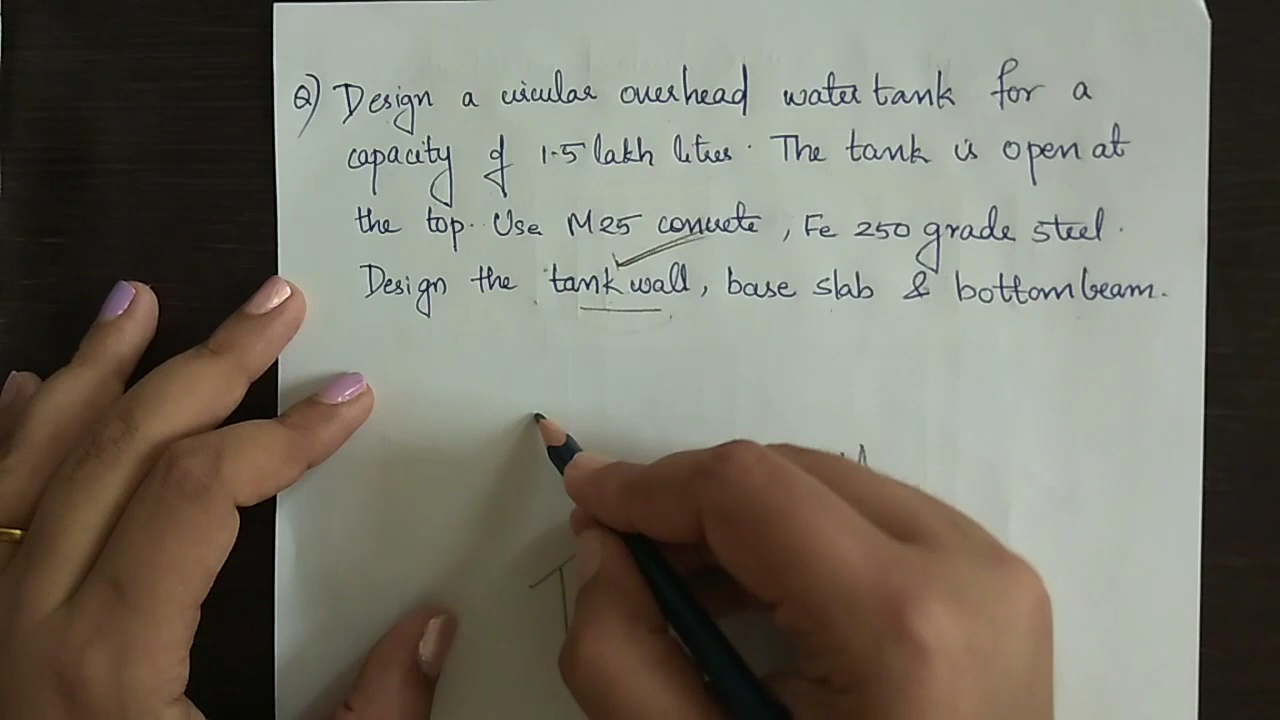 Q) Design a circular overhead water tank for a
capacity of 1.5 lakh litres. The tank is open at
the top. Use M25 concrete, Fe 250 grade steel.
Design the tank wall, base slab & bottom beam.